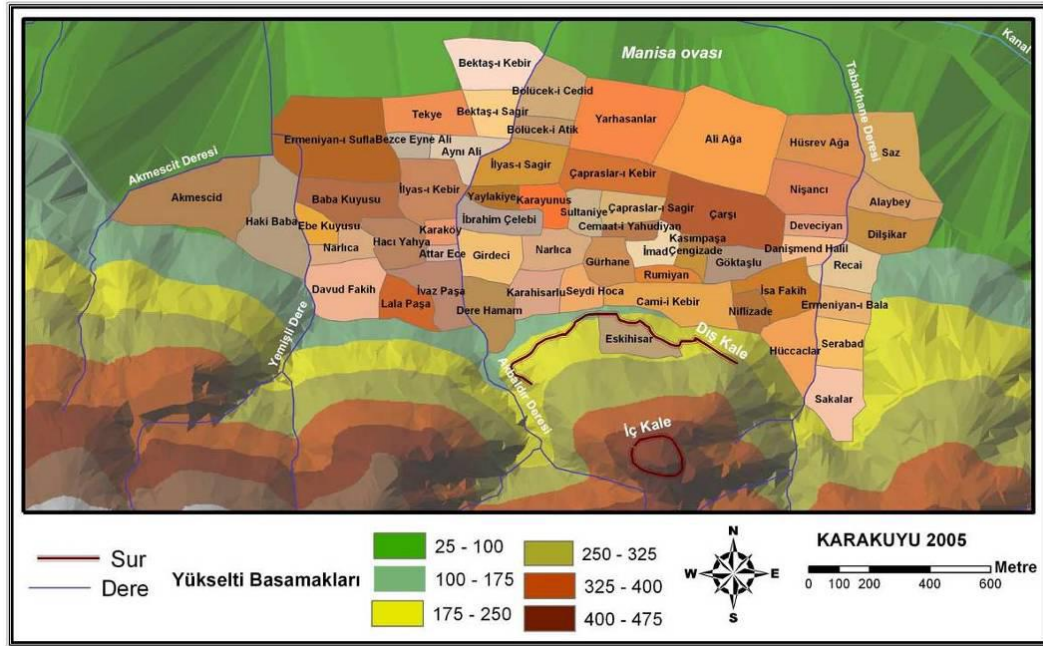 Manisa ovası
Kanal
Bektaş-ı Kebir
Tabakhane Deresi
Bölücek-i Cedid
Tekye
Bektaş-ı Sagir
Yarhasanlar
Bölücek-i Atik
Ermeniyan-ı Sufla
Bezce Eyne Ali
Aynı Ali
Ali Ağa
Hüsrev Ağa
Saz
Akmescit Deresi
İlyas-ı Sagir
Çapraslar-ı Kebir
Akmescid
Baba Kuyusu
İlyas-ı Kebir
Yaylakiye
Karayunus
Nişancı
Alaybey
Haki Baba
Ebe Kuyusu
Karaköy
İbrahim Çelebi
Sultaniye
Çapraslar-ı Sagir
Çarşı
Cemaat-i Yahudiyan
Deveciyan
Dilşikar
Narlıca
Hacı Yahya
Attar Ece
Girdeci
Narlıca
Kasımpaşa
İmad
Çengizade
Danişmend Halil
Gürhane
Göktaşlu
Recai
Rumiyan
Davud Fakih
Lala Paşa
İvaz Paşa
Dere Hamam
Karahisarlu
Seydi Hoca
Cami-i Kebir
Niflizade
İsa Fakih
Ermeniyan-ı Bala
Yemişli Dere
Eskihisar
Dış Kale
Hüccaclar
Serabad
Akbaldır Deresi
Sakalar
İç Kale
Sur
Dere
Yükselti Basamakları
25 - 100
100 - 175
175 - 250
250 - 325
325 - 400
400 - 475
N
W
E
S
KARAKUYU 2005
Metre
0 100 200 400 600